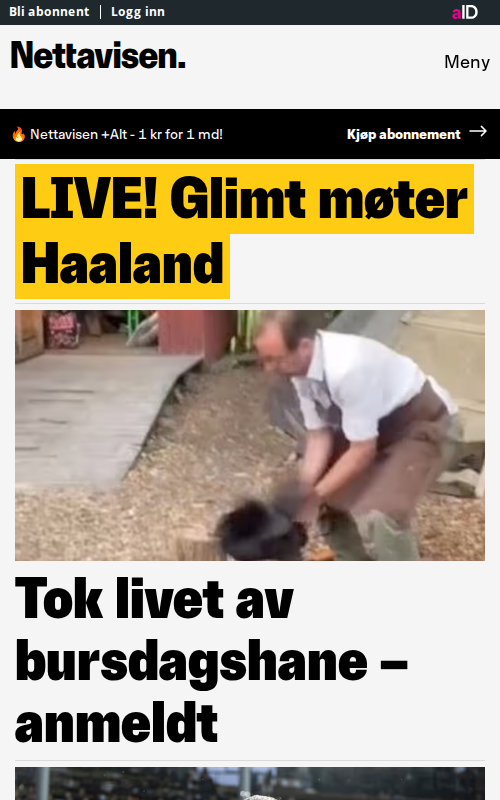 Bli abonnent | Logg inn
aID
Nettavisen.
Meny
🔥 Nettavisen +Alt - 1 kr for 1 md!
Kjøp abonnement →
LIVE! Glimt møter
Haaland
Tok livet av
bursdagshane –
anmeldt